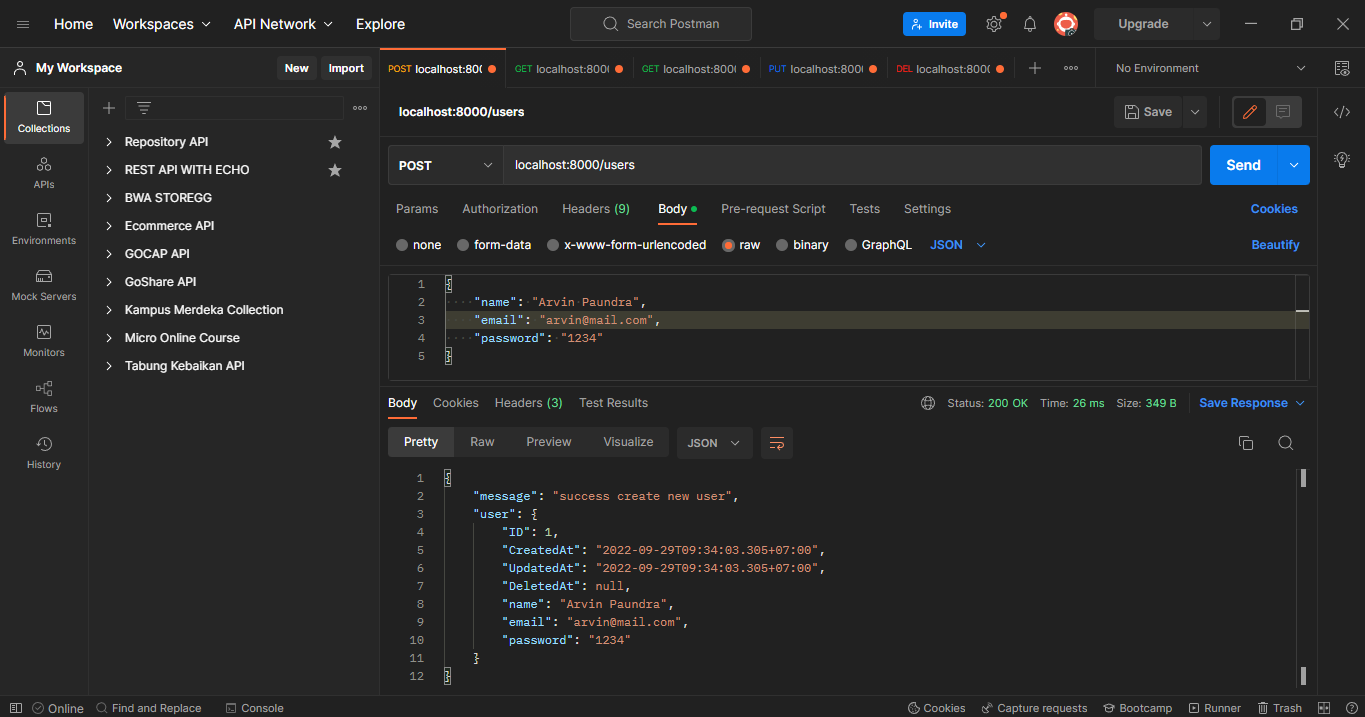 Home Workspaces API Network Explore Search Postman Invite Upgrade
My Workspace New Import POST localhost:800 GET localhost:800 GET localhost:800 PUT localhost:800 DEL localhost:800 No Environment
Collections
APIs
Environments
Mock Servers
Monitors
Flows
History
Repository API
REST API WITH ECHO
BWA STOREGG
Ecommerce API
GOCAP API
GoShare API
Kampus Merdeka Collection
Micro Online Course
Tabung Kebaikan API
localhost:8000/users Save
POST localhost:8000/users Send
Params Authorization Headers (9) Body Pre-request Script Tests Settings Cookies
none form-data x-www-form-urlencoded raw binary GraphQL JSON Beautify
1 {
2 "name": "Arvin Paundra",
3 "email": "arvin@mail.com",
4 "password": "1234"
5 }
Body Cookies Headers (3) Test Results Status: 200 OK Time: 26 ms Size: 349 B Save Response
Pretty Raw Preview Visualize JSON
1 {
2 "message": "success create new user",
3 "user": {
4 "ID": 1,
5 "CreatedAt": "2022-09-29T09:34:03.305+07:00",
6 "UpdatedAt": "2022-09-29T09:34:03.305+07:00",
7 "DeletedAt": null,
8 "name": "Arvin Paundra",
9 "email": "arvin@mail.com",
10 "password": "1234"
11 }
12 }
Online Find and Replace Console Cookies Capture requests Bootcamp Runner Trash